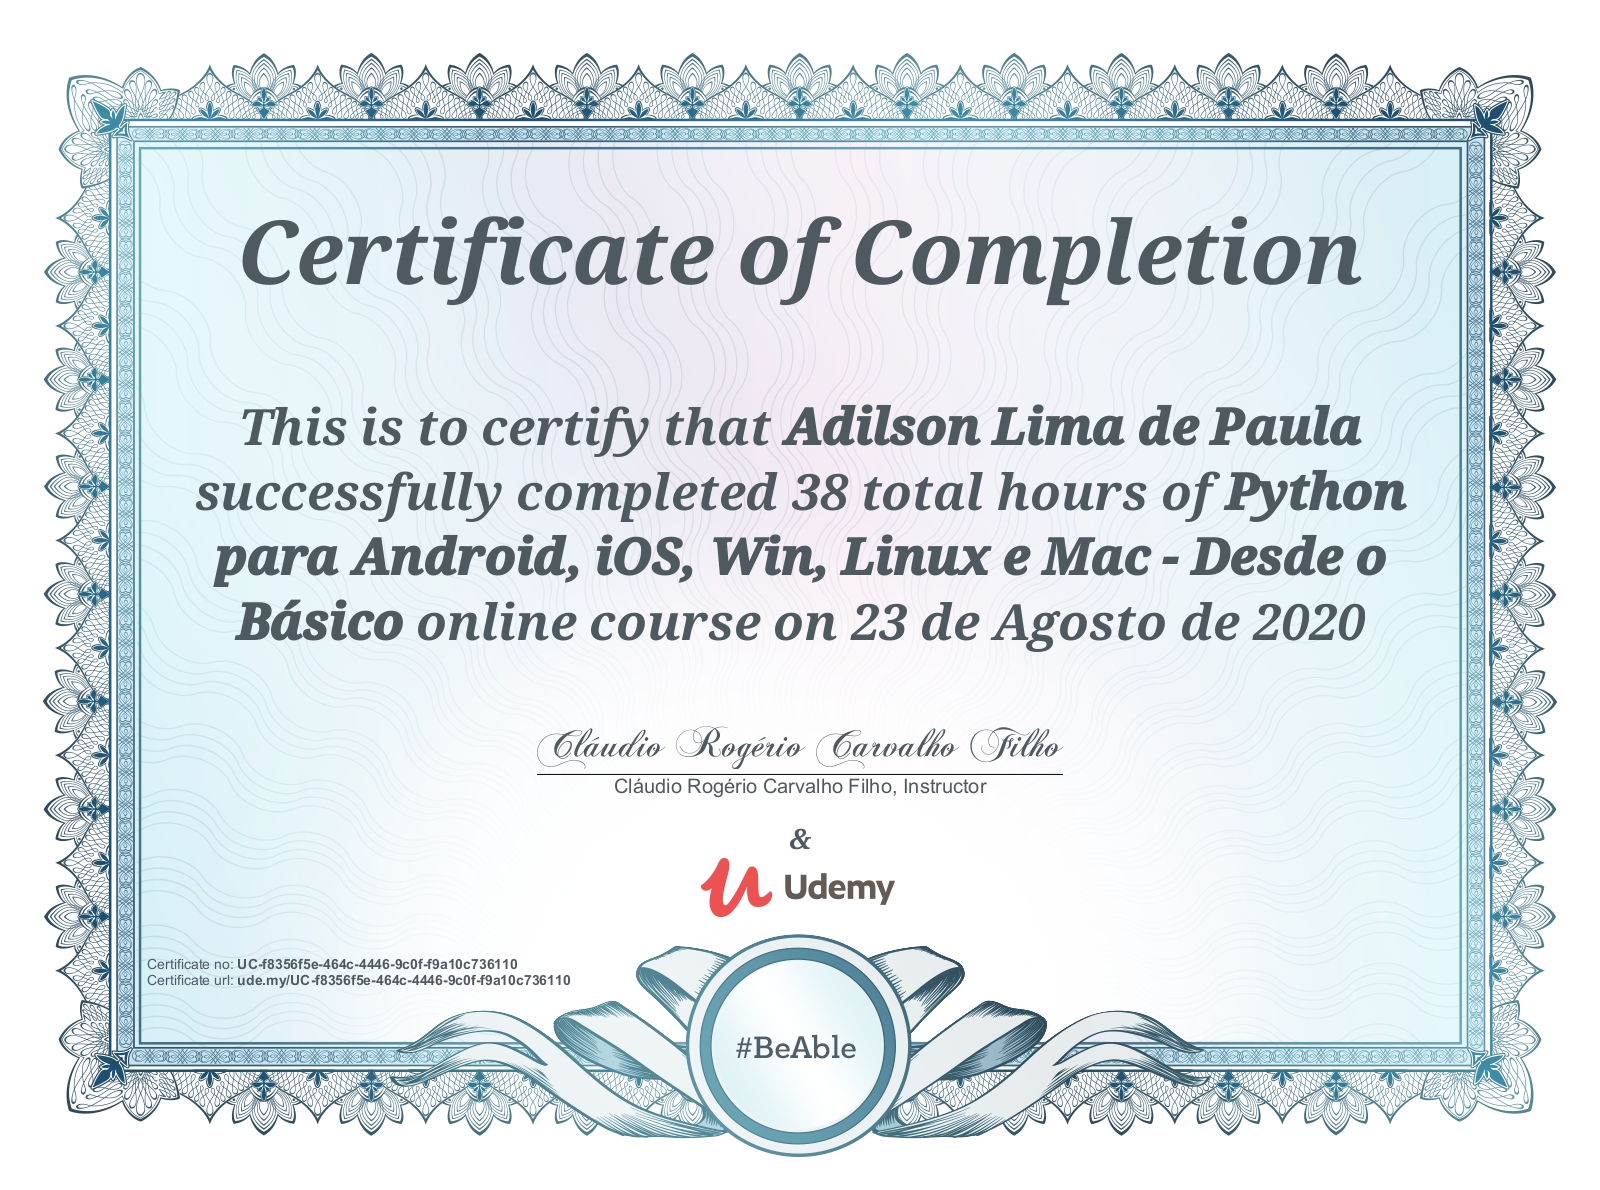 Certificate of Completion
This is to certify that Adilson Lima de Paula
successfully completed 38 total hours of Python
para Android, iOS, Win, Linux e Mac - Desde o
Básico online course on 23 de Agosto de 2020
Cláudio Rogério Carvalho Filho
Cláudio Rogério Carvalho Filho, Instructor
&
Udemy
Certificate no: UC-f8356f5e-464c-4446-9c0f-f9a10c736110
Certificate url: ude.my/UC-f8356f5e-464c-4446-9c0f-f9a10c736110
#BeAble